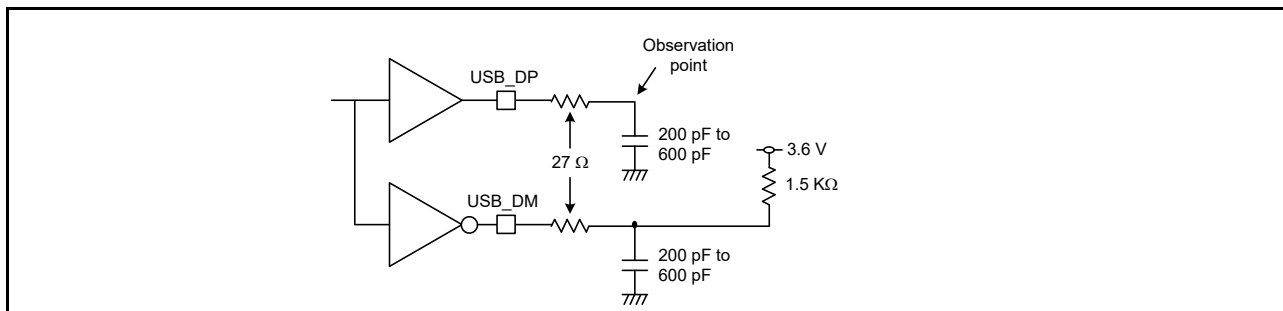 Observation
point
USB_DP
200 pF to
600 pF
3.6 V
27 Ω
1.5 KΩ
USB_DM
200 pF to
600 pF